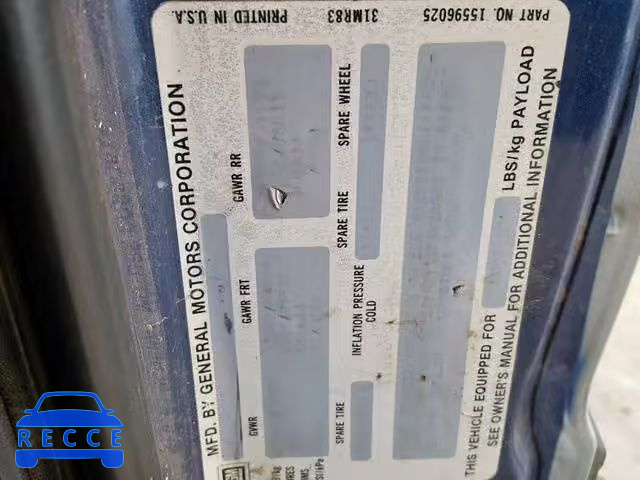 MFD. BY GENERAL MOTORS CORPORATION
GVWR
GAWR FRT
GAWR RR
SPARE TIRE
INFLATION PRESSURE
COLD
SPARE TIRE
SPARE WHEEL
THIS VEHICLE EQUIPPED FOR
LBS/kg PAYLOAD
SEE OWNER'S MANUAL FOR ADDITIONAL INFORMATION
PRINTED IN U.S.A.
31MR83
PART NO. 15596025
RECCE